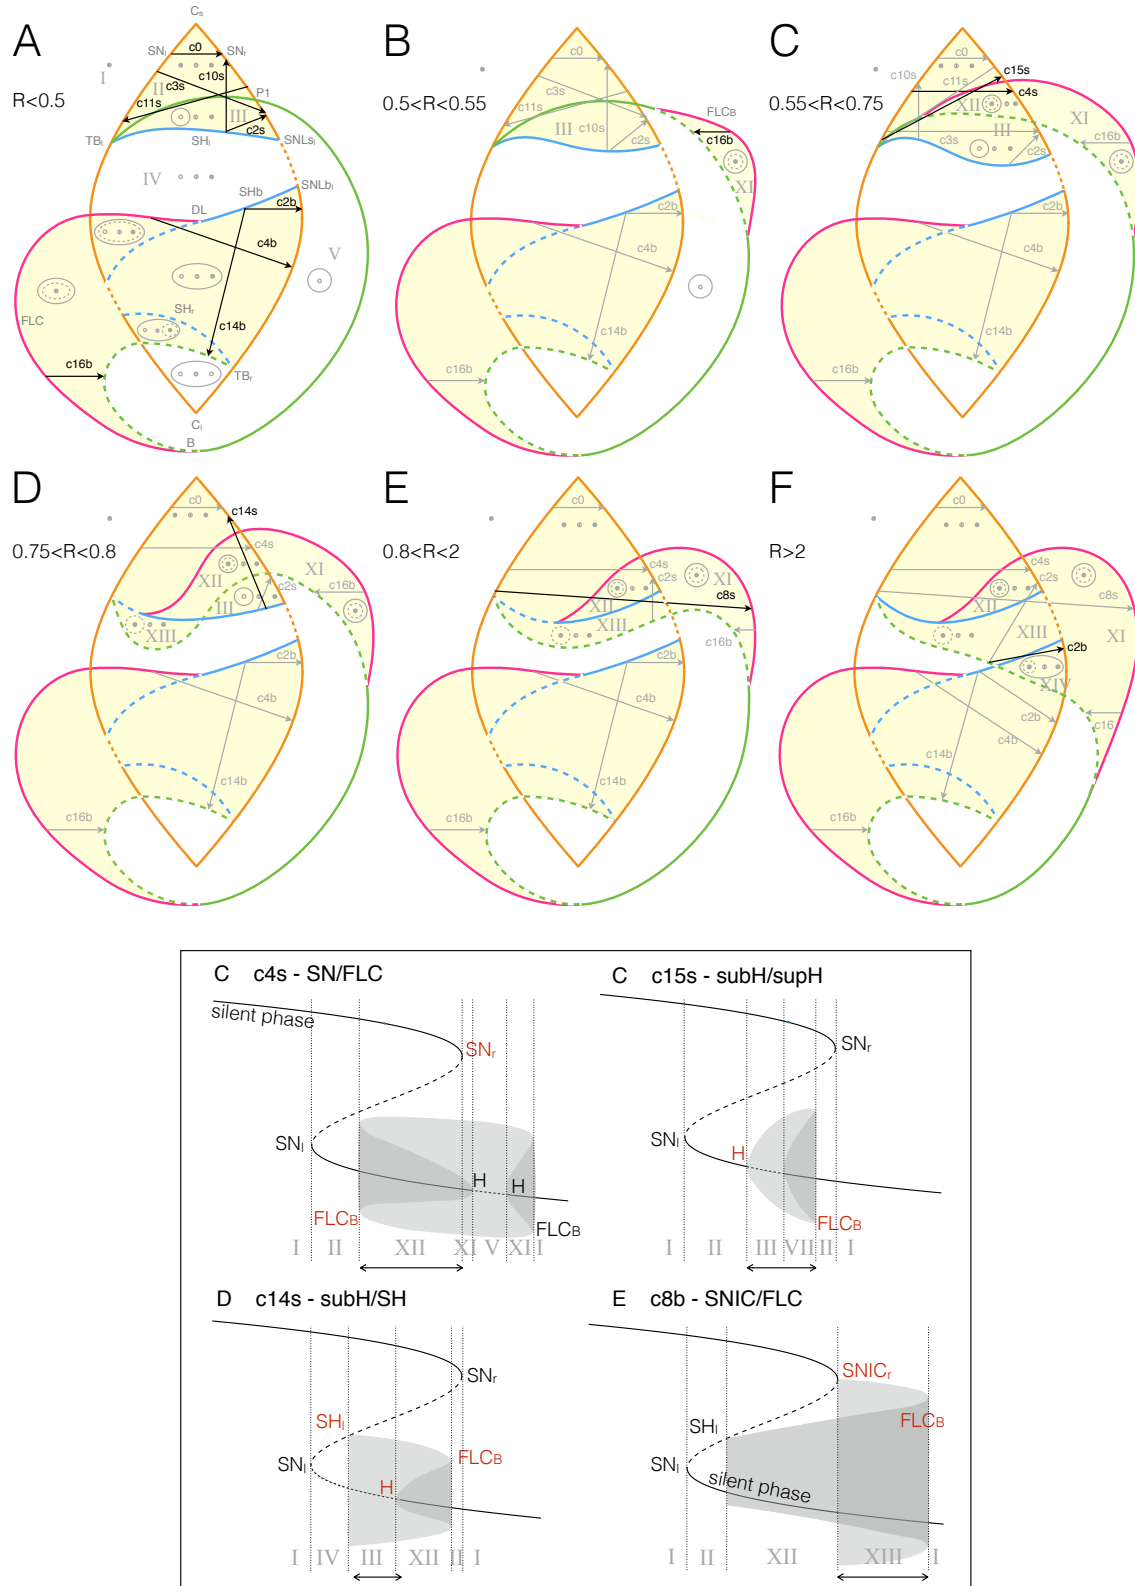 A
R<0.5
Cₛ
SNₗ
c0
SNᵣ
I
II
c10s
c3s
c11s
P1
III
c2s
TBₗ
SHₗ
SNLsₗ
IV
SHb
SNLbₗ
DL
c2b
c4b
V
FLC
SHᵣ
c14b
c16b
TBᵣ
Cᵢ
B
B
0.5<R<0.55
c0
c3s
c11s
FLCB
III
c10s
c2s
c16b
XI
c2b
c4b
c14b
c16b
C
0.55<R<0.75
c0
c15s
c10s
c11s
c4s
XII
XI
III
c3s
c2s
c16b
c2b
c4b
c14b
c16b
D
0.75<R<0.8
c0
c14s
c4s
XII
XI
c2s
c16b
III
XIII
c2b
c4b
c14b
c16b
E
0.8<R<2
c0
c4s
c2s
XI
XII
c8s
XIII
c16b
c2b
c4b
c14b
c16b
F
R>2
c0
c4s
c2s
XII
c8s
XIII
XI
c2b
XIV
c2b
c16
c4b
c14b
c16b
C c4s - SN/FLC
silent phase
SNᵣ
SNₗ
H
H
FLCB
FLCB
I II XII XI V XI I
C c15s - subH/supH
SNᵣ
SNₗ
H
FLCB
I II III VII II I
D c14s - subH/SH
SNᵣ
SHₗ
FLCB
SNₗ
H
I IV III XII II I
E c8b - SNIC/FLC
SNICᵣ
SHₗ
FLCB
SNₗ
silent phase
I II XII XIII I